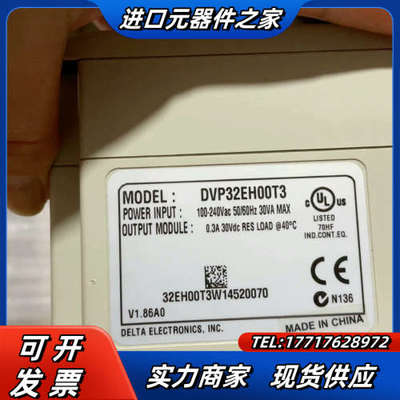 进口元器件之家
MODEL : DVP32EH00T3
POWER INPUT : 100-240Vac 50/60Hz 30VA MAX
OUTPUT MODULE : 0.3A 30Vdc RES LOAD @40°C
C UL US
LISTED
70HF
IND.CONT.EQ.
32EH00T3W14520070
CE
N136
V1.86A0
DELTA ELECTRONICS, INC.
MADE IN CHINA
TEL:17717628972
可开
发票
实力商家 现货供应